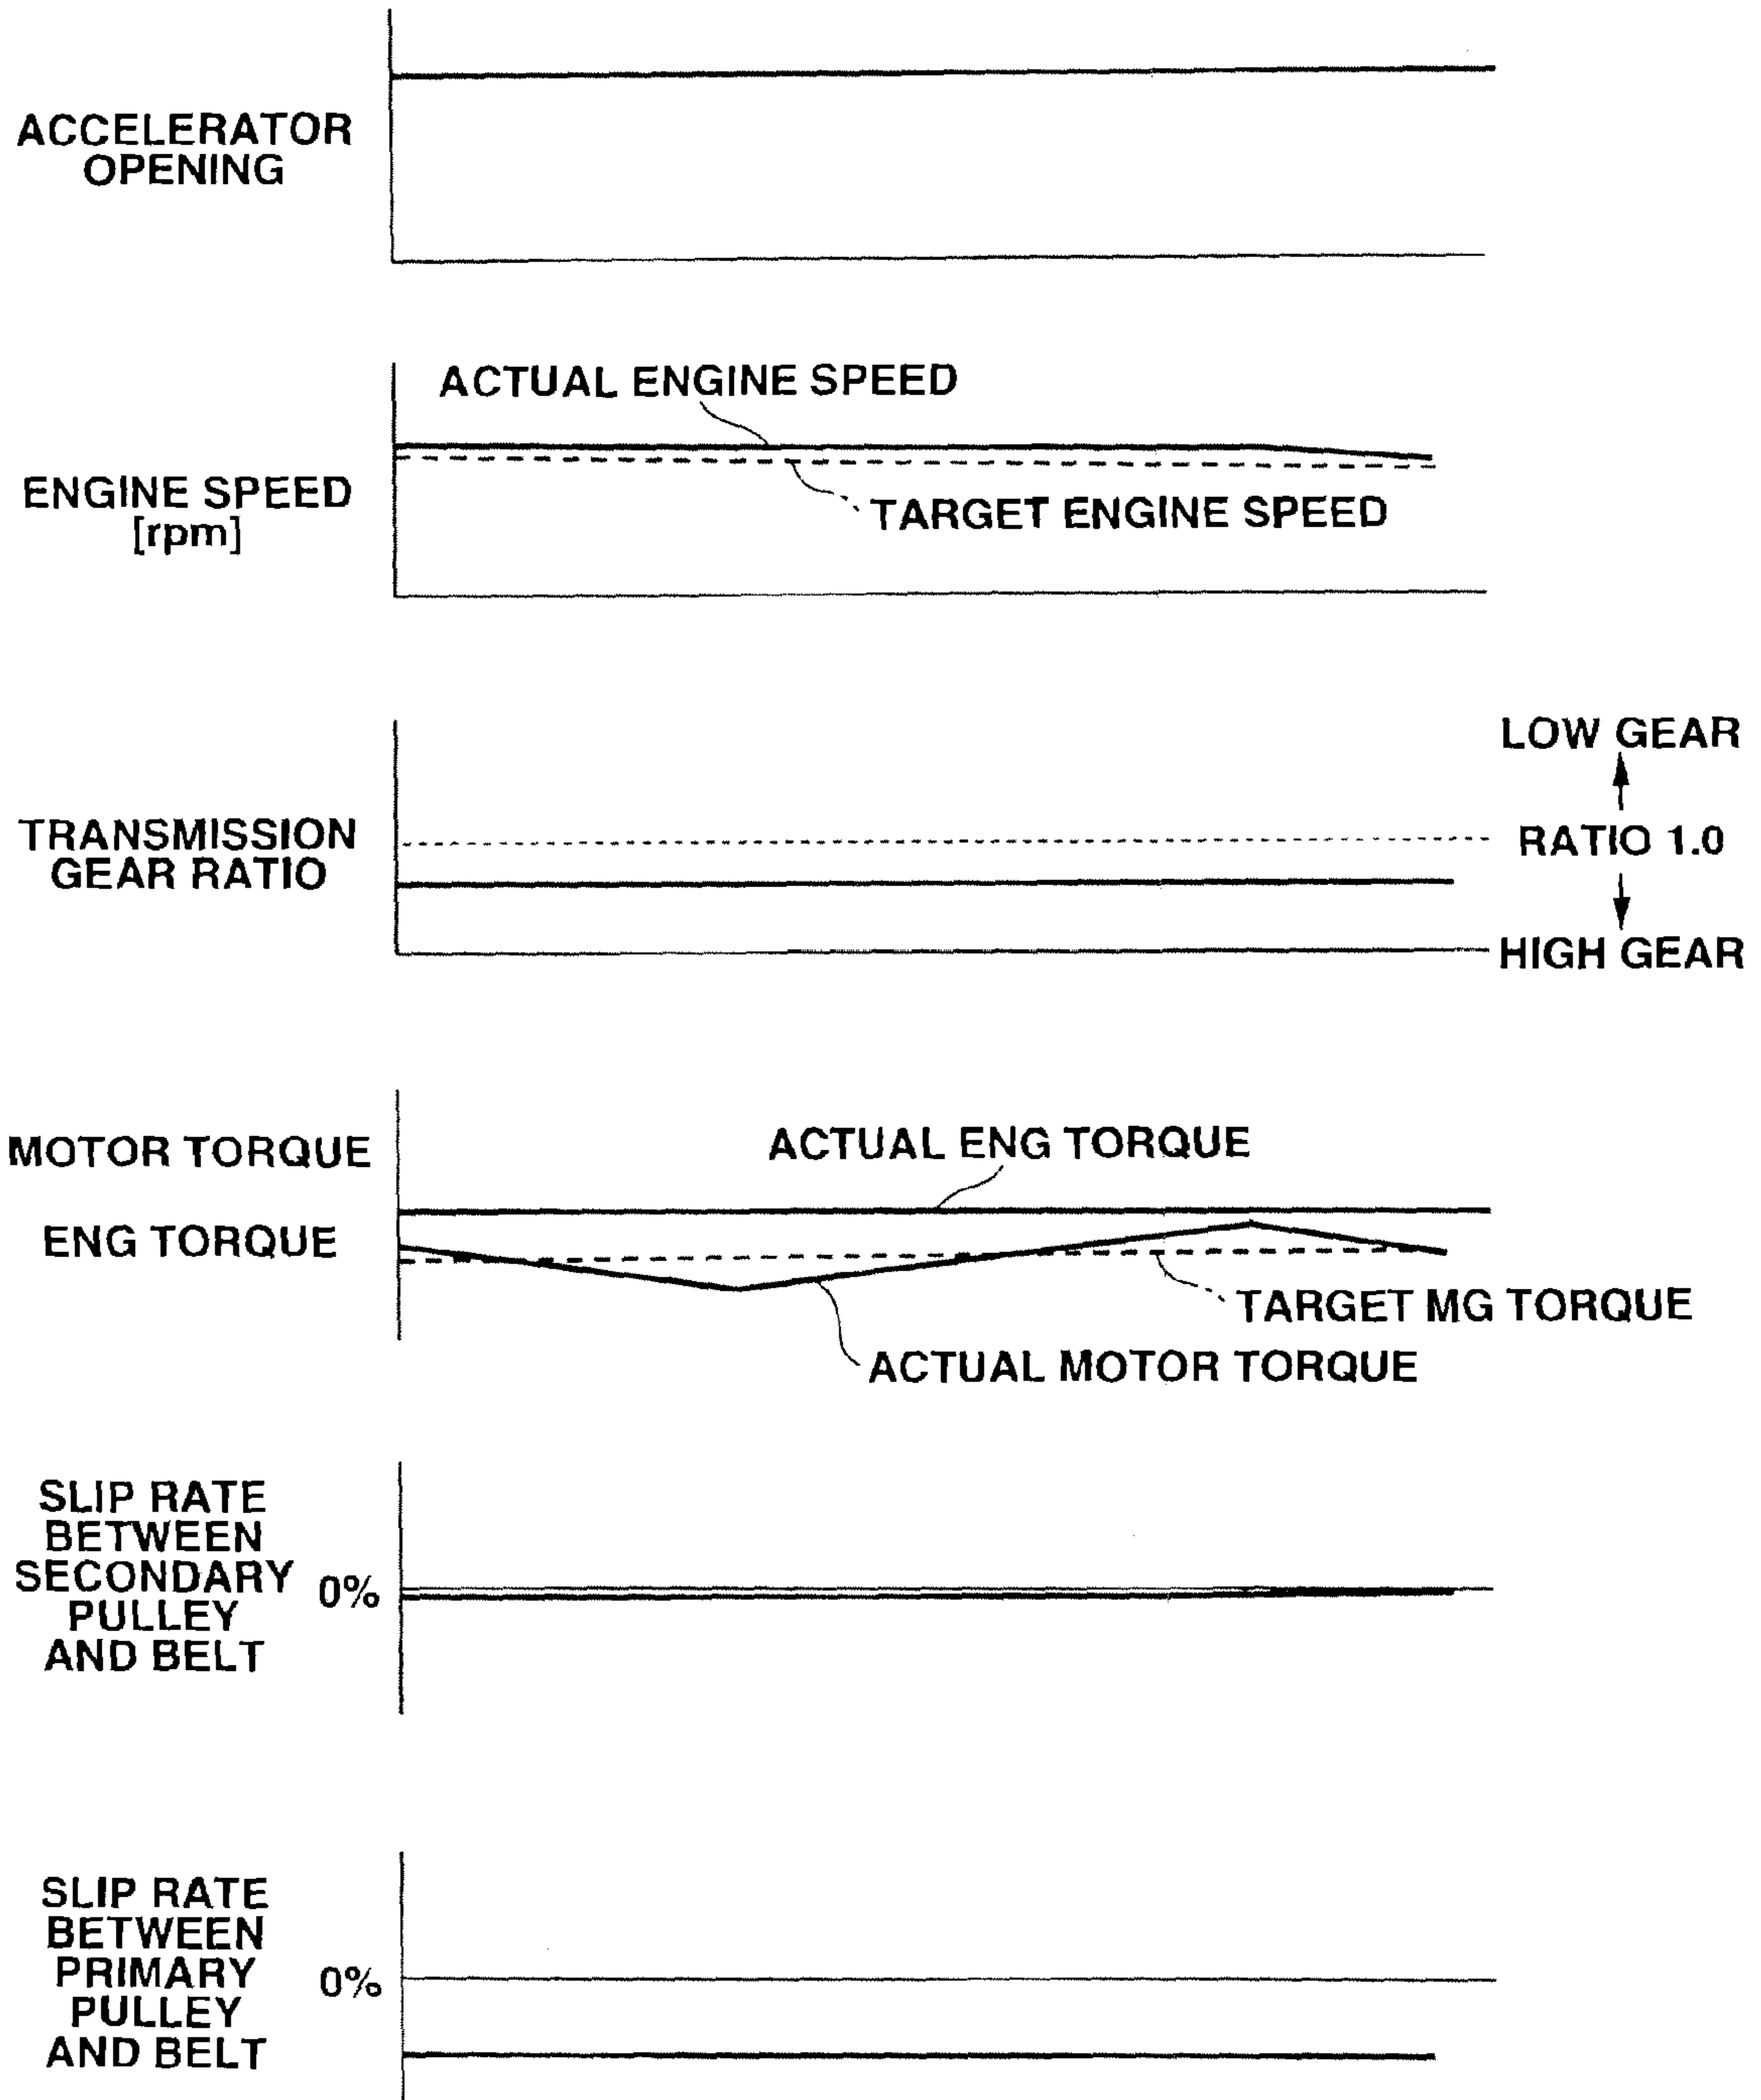 ACCELERATOR
OPENING
ACTUAL ENGINE SPEED
ENGINE SPEED
[rpm]
TARGET ENGINE SPEED
LOW GEAR
TRANSMISSION
GEAR RATIO
RATIO 1.0
HIGH GEAR
MOTOR TORQUE
ENG TORQUE
ACTUAL ENG TORQUE
TARGET MG TORQUE
ACTUAL MOTOR TORQUE
SLIP RATE
BETWEEN
SECONDARY
PULLEY
AND BELT
0%
SLIP RATE
BETWEEN
PRIMARY
PULLEY
AND BELT
0%